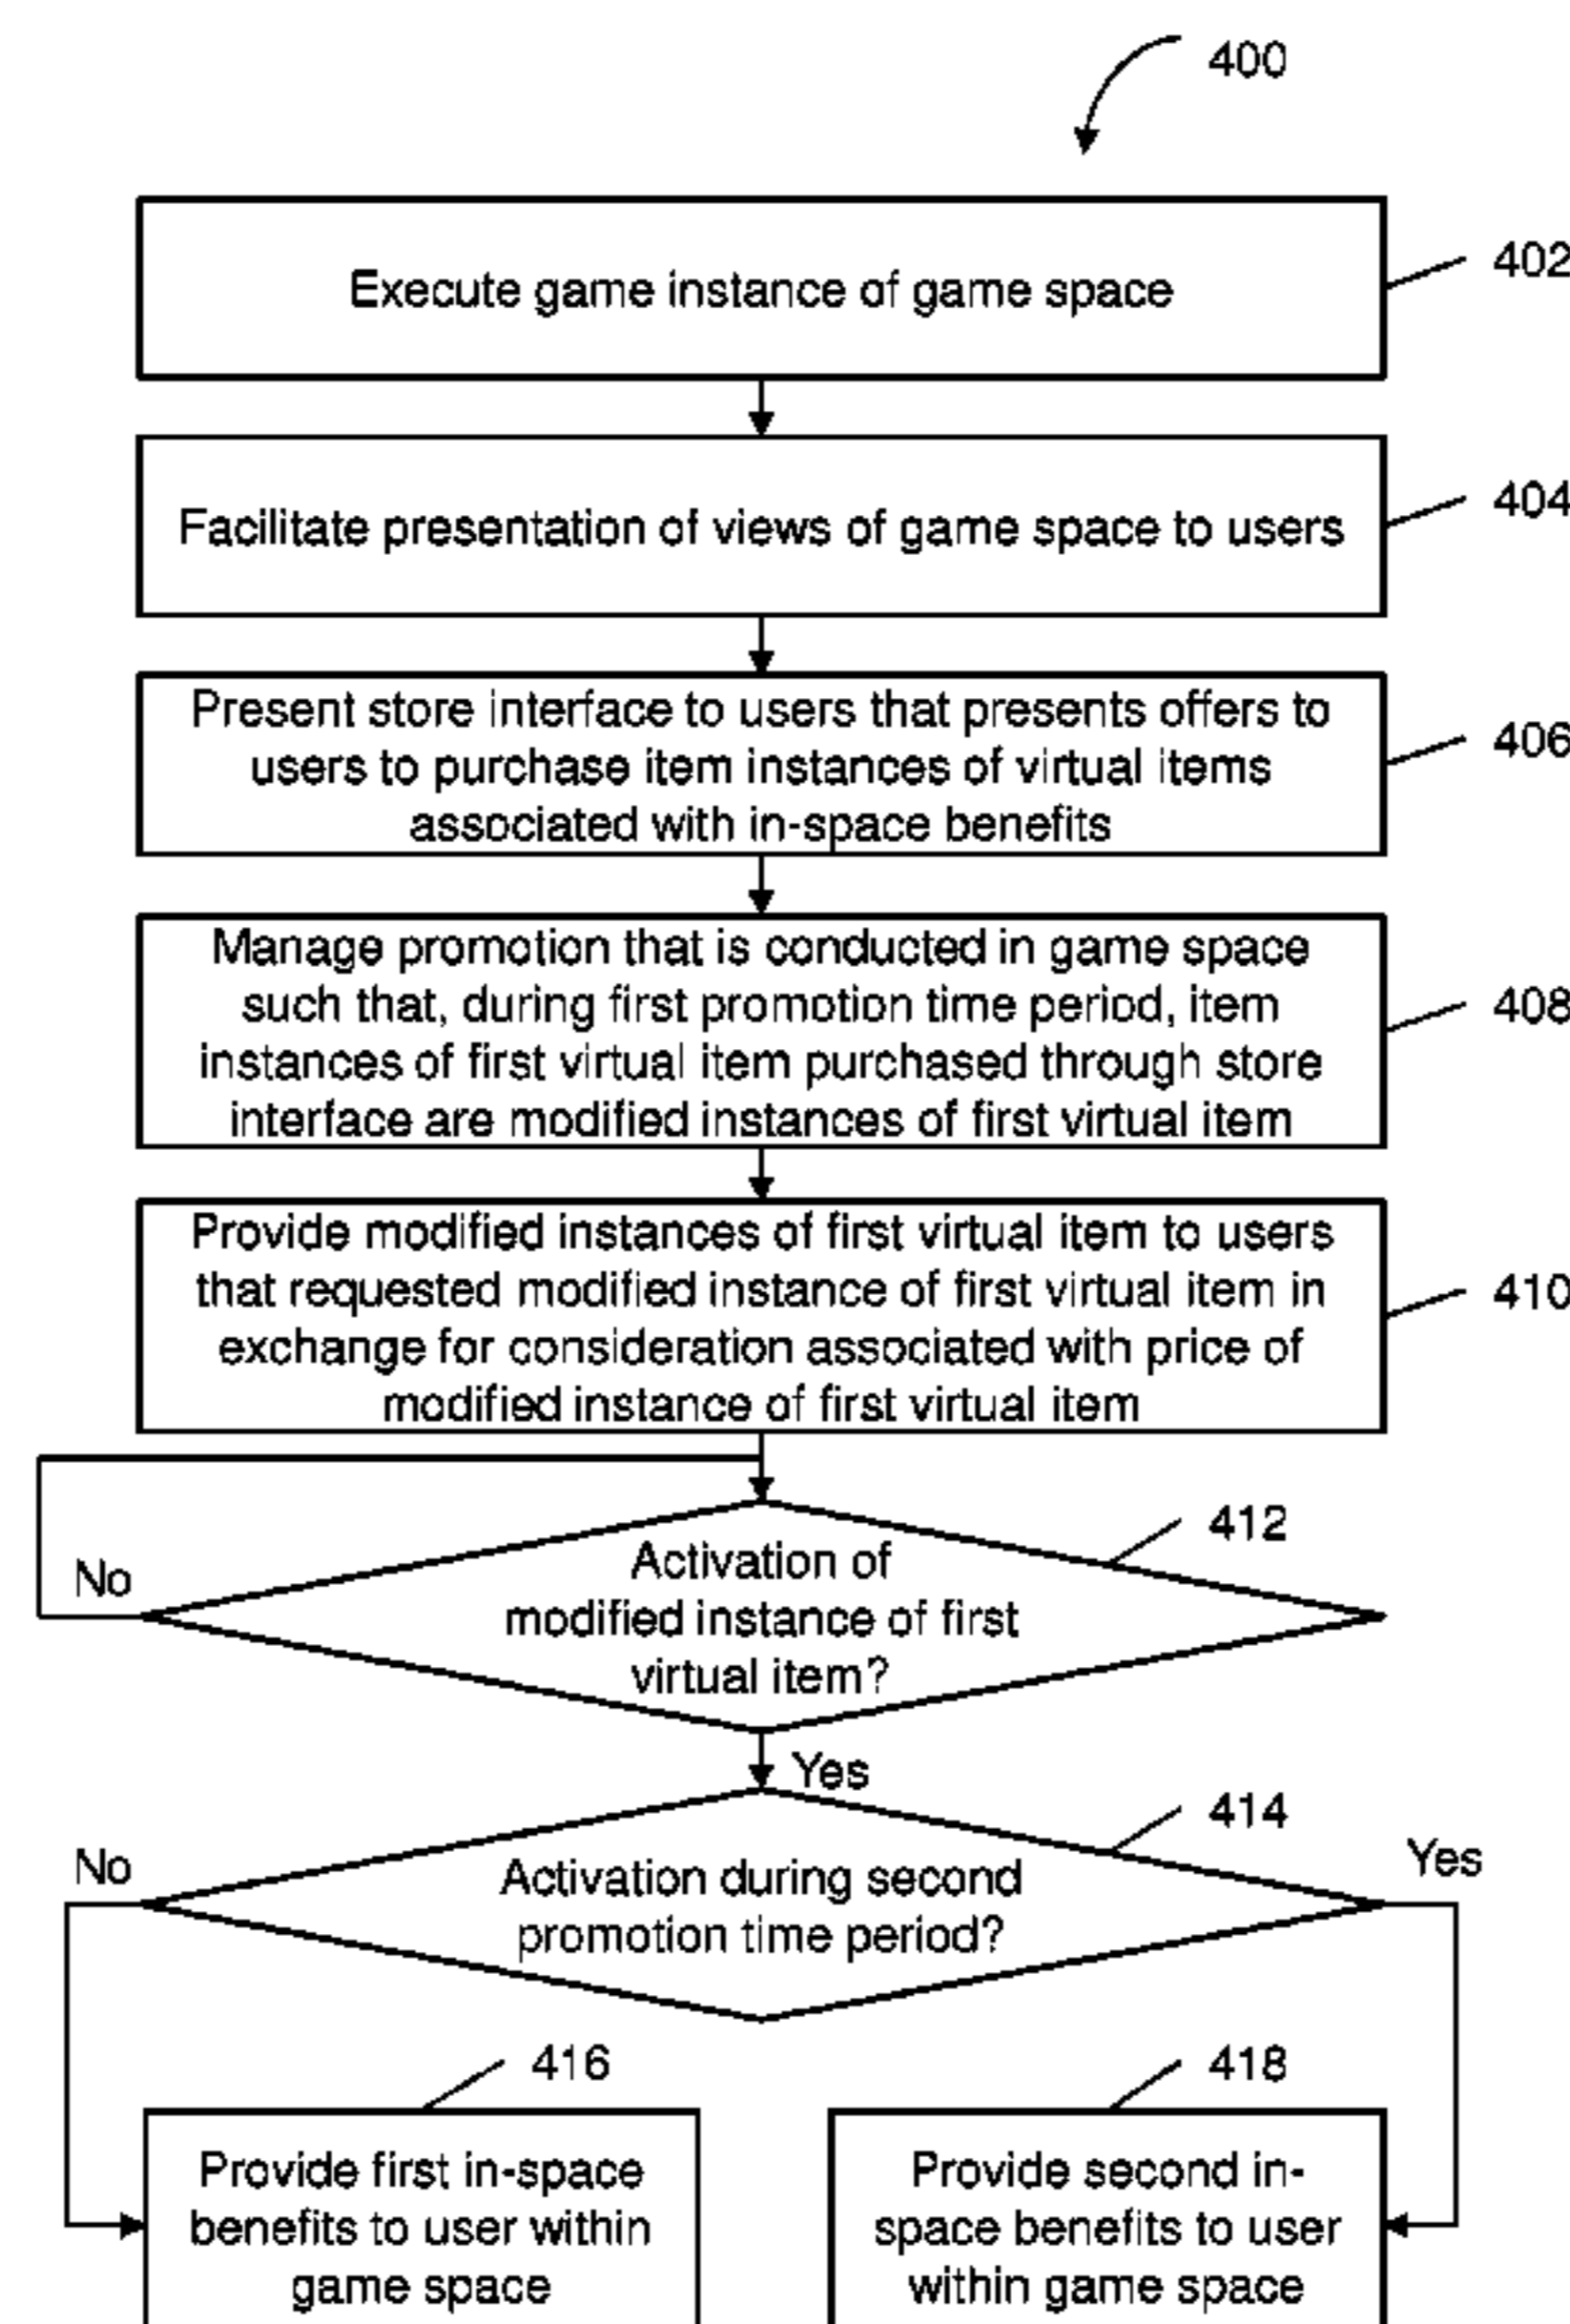 400
Execute game instance of game space
402
Facilitate presentation of views of game space to users
404
Present store interface to users that presents offers to
users to purchase item instances of virtual items
associated with in-space benefits
406
Manage promotion that is conducted in game space
such that, during first promotion time period, item
instances of first virtual item purchased through store
interface are modified instances of first virtual item
408
Provide modified instances of first virtual item to users
that requested modified instance of first virtual item in
exchange for consideration associated with price of
modified instance of first virtual item
410
412
Activation of
modified instance of first
virtual item?
No
Yes
414
Activation during second
promotion time period?
No
Yes
416
Provide first in-space
benefits to user within
game space
418
Provide second in-
space benefits to user
within game space